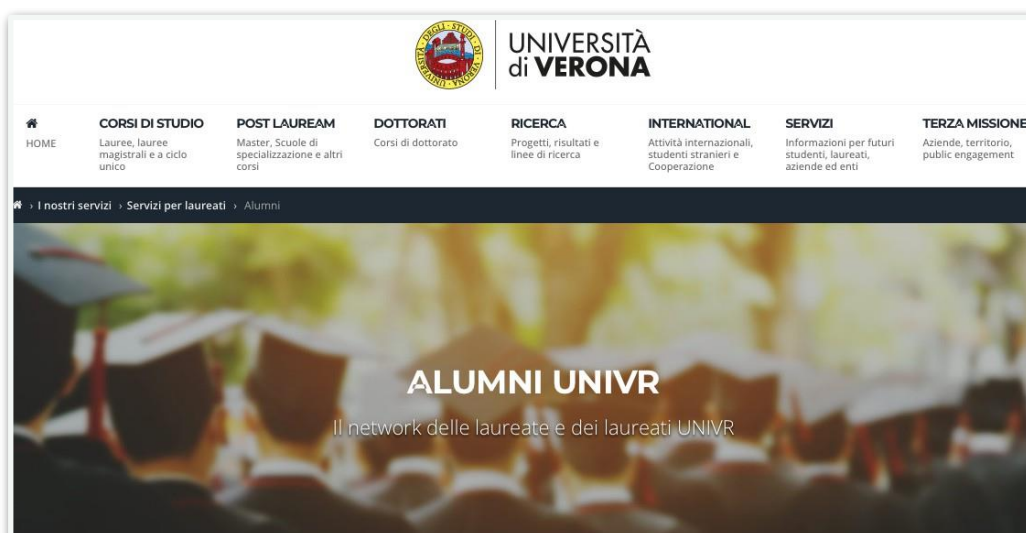 UNIVERSITÀ
di VERONA
HOME
CORSI DI STUDIO
Lauree, lauree
magistrali e a ciclo
unico
POST LAUREAM
Master, Scuole di
specializzazione e altri
corsi
DOTTORATI
Corsi di dottorato
RICERCA
Progetti, risultati e
linee di ricerca
INTERNATIONAL
Attività internazionali,
studenti stranieri e
Cooperazione
SERVIZI
Informazioni per futuri
studenti, laureati,
aziende ed enti
TERZA MISSIONE
Aziende, territorio,
public engagement
› I nostri servizi › Servizi per laureati › Alumni
ALUMNI UNIVR
Il network delle laureate e dei laureati UNIVR